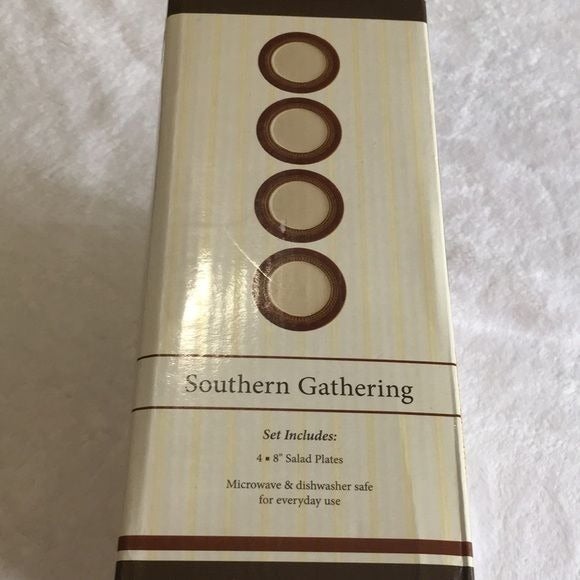 Southern Gathering
Set Includes:
4 ▪ 8" Salad Plates
Microwave & dishwasher safe
for everyday use